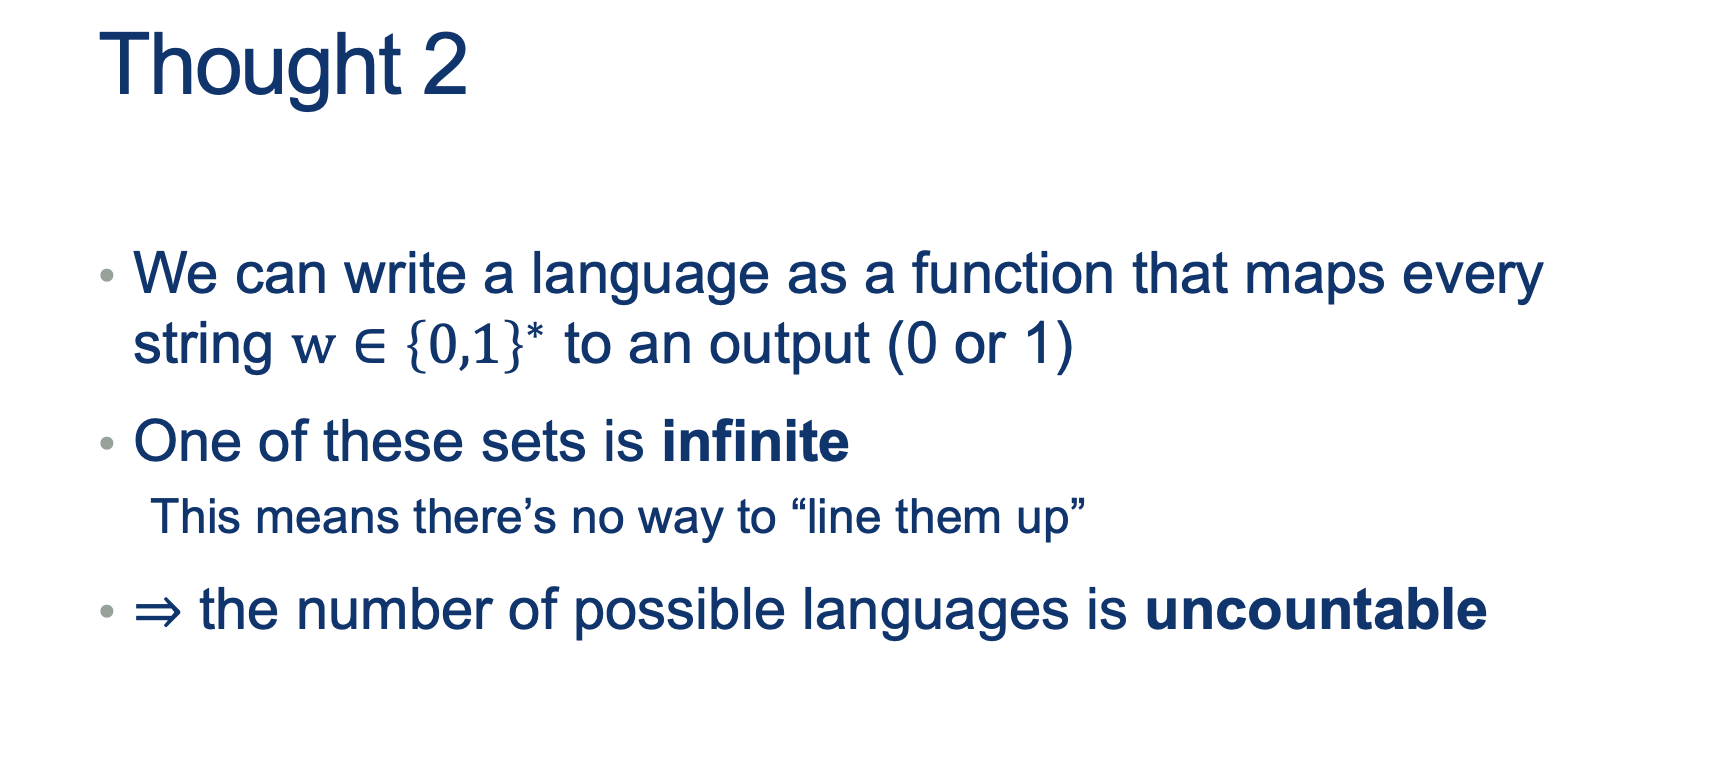 Thought 2
• We can write a language as a function that maps every
string w ∈ {0,1}* to an output (0 or 1)
• One of these sets is infinite
This means there’s no way to “line them up”
• ⇒ the number of possible languages is uncountable